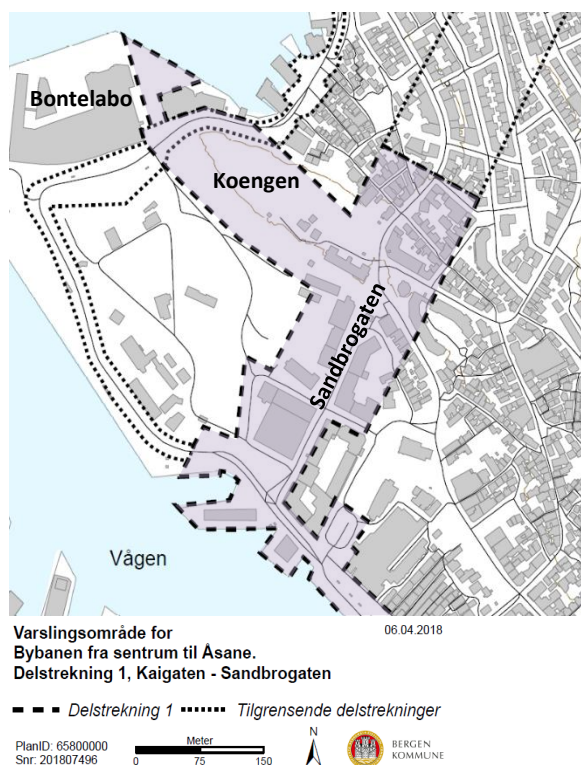 Bontelabo
Koengen
Sandbrogaten
Vågen
Varslingsområde for
06.04.2018
Bybanen fra sentrum til Åsane.
Delstrekning 1, Kaigaten - Sandbrogaten
Delstrekning 1
Tilgrensende delstrekninger
PlanID: 65800000
Snr: 201807496
Meter
0 75 150
N
BERGEN
KOMMUNE